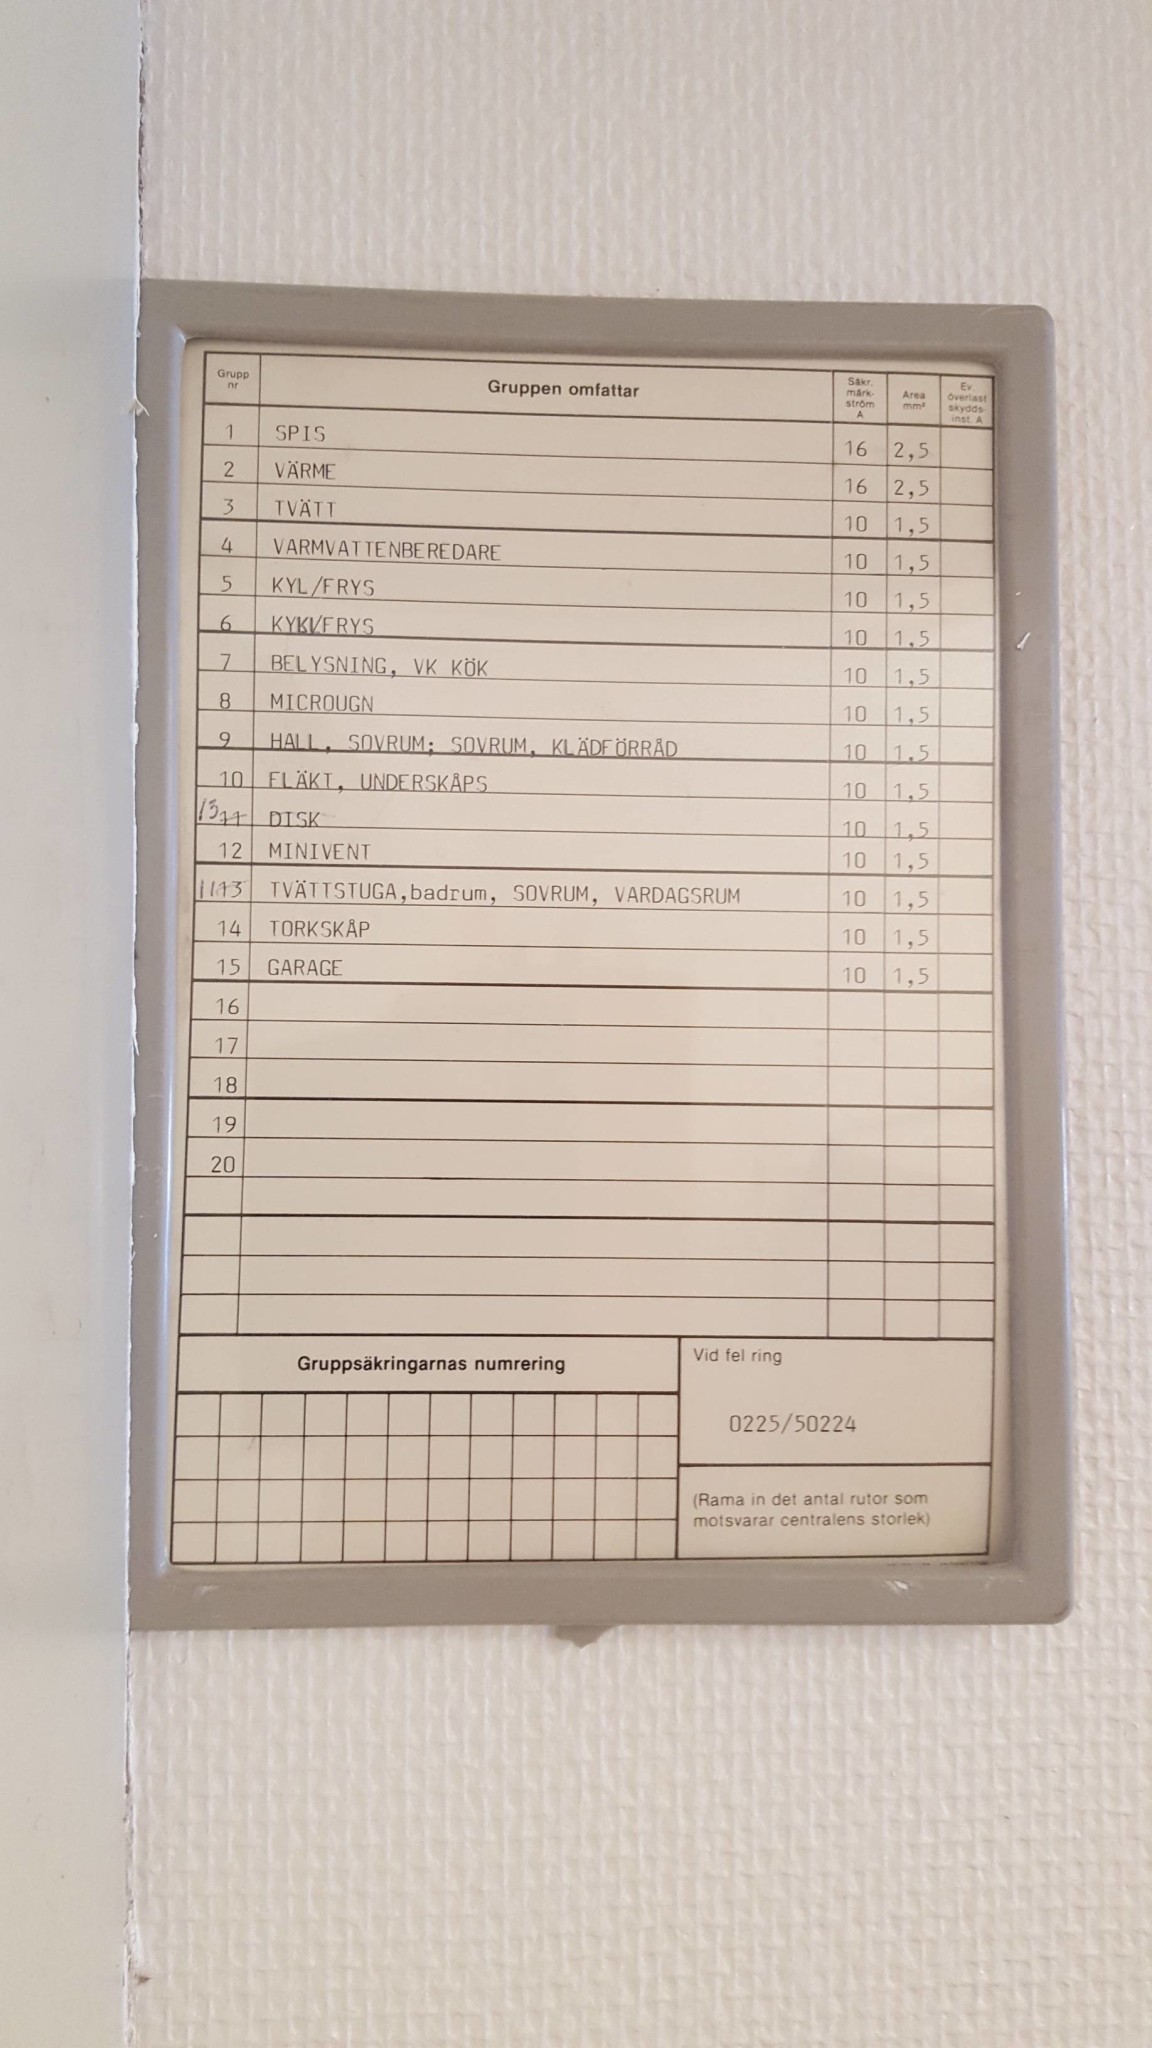 Grupp nr Gruppen omfattar Säkr. märk-ström A Area mm² Ev. överlast skydds-inst. A
1 SPIS 16 2,5
2 VÄRME 16 2,5
3 TVÄTT 10 1,5
4 VARMVATTENBEREDARE 10 1,5
5 KYL/FRYS 10 1,5
6 KYL/FRYS 10 1,5
7 BELYSNING, VK KÖK 10 1,5
8 MICROUGN 10 1,5
9 HALL, SOVRUM; SOVRUM, KLÄDFÖRRÅD 10 1,5
10 FLÄKT, UNDERSKÅPS 10 1,5
13 11 DISK 10 1,5
12 MINIVENT 10 1,5
11 13 TVÄTTSTUGA,badrum, SOVRUM, VARDAGSRUM 10 1,5
14 TORKSKÅP 10 1,5
15 GARAGE 10 1,5
16
17
18
19
20
Gruppsäkringarnas numrering
Vid fel ring
0225/50224
(Rama in det antal rutor som
motsvarar centralens storlek)